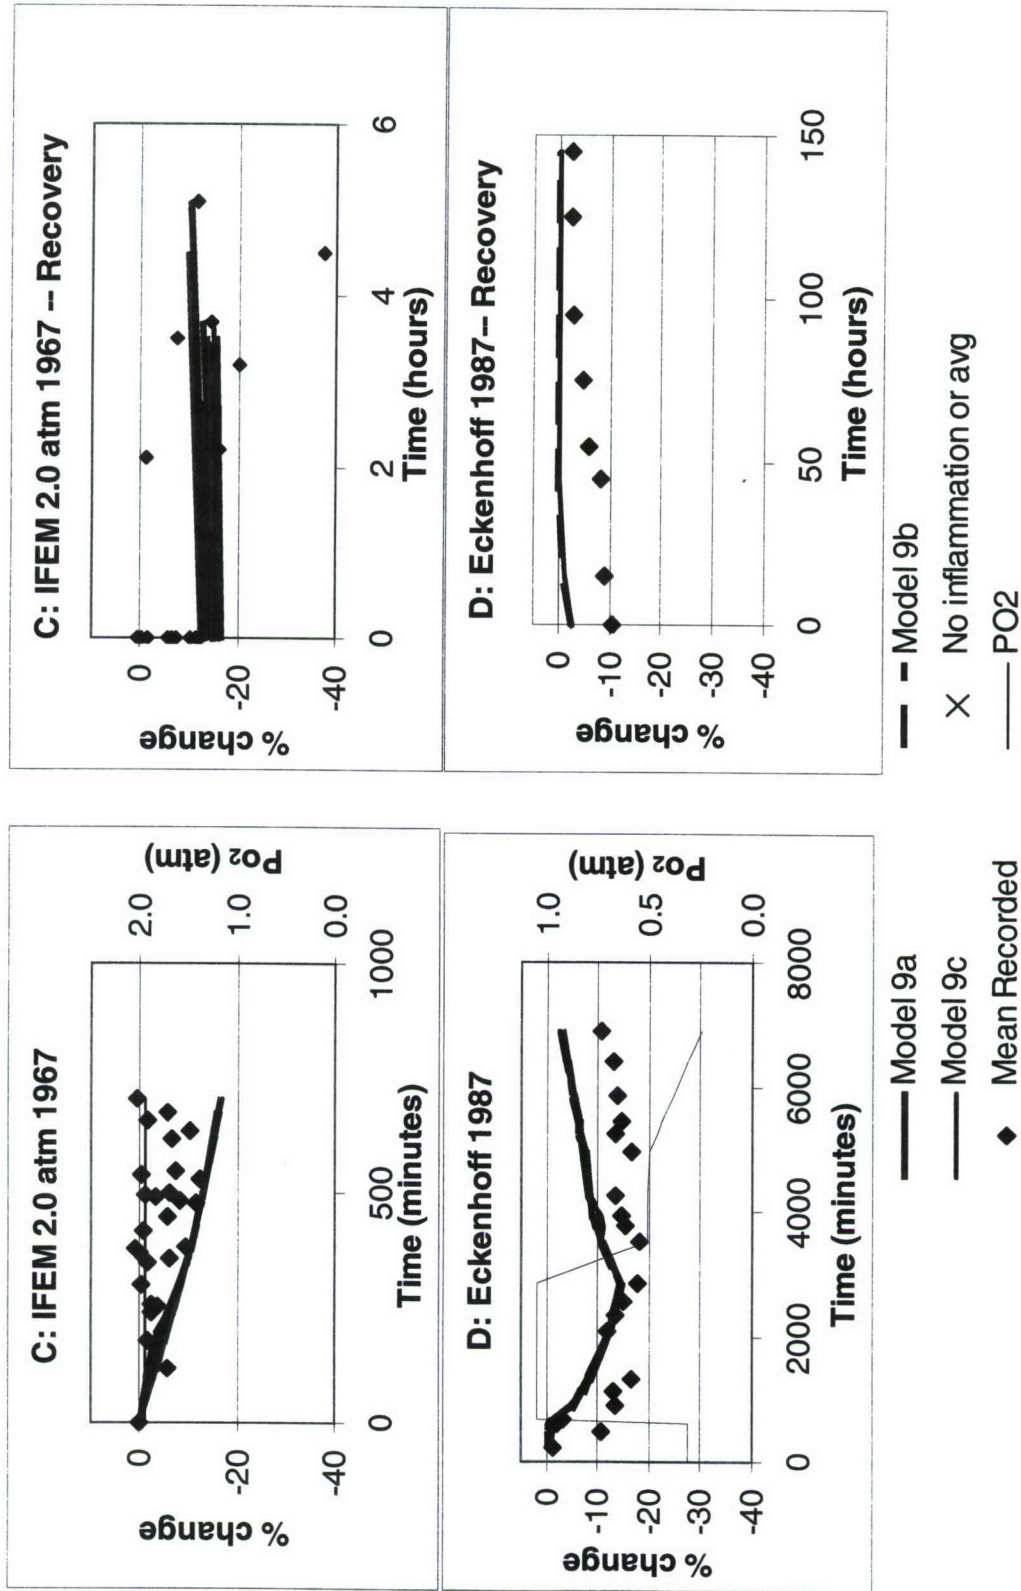 C: IFEM 2.0 atm 1967
% change
0
-20
-40
0
500
1000
Time (minutes)
2.0
1.0
0.0
Po2 (atm)
C: IFEM 2.0 atm 1967 -- Recovery
% change
0
-20
-40
0
2
4
6
Time (hours)
D: Eckenhoff 1987
% change
0
-10
-20
-30
-40
0
2000
4000
6000
8000
Time (minutes)
1.0
0.5
0.0
Po2 (atm)
D: Eckenhoff 1987-- Recovery
% change
0
-10
-20
-30
-40
0
50
100
150
Time (hours)
Model 9a
Model 9b
Model 9c
No inflammation or avg
Mean Recorded
PO2